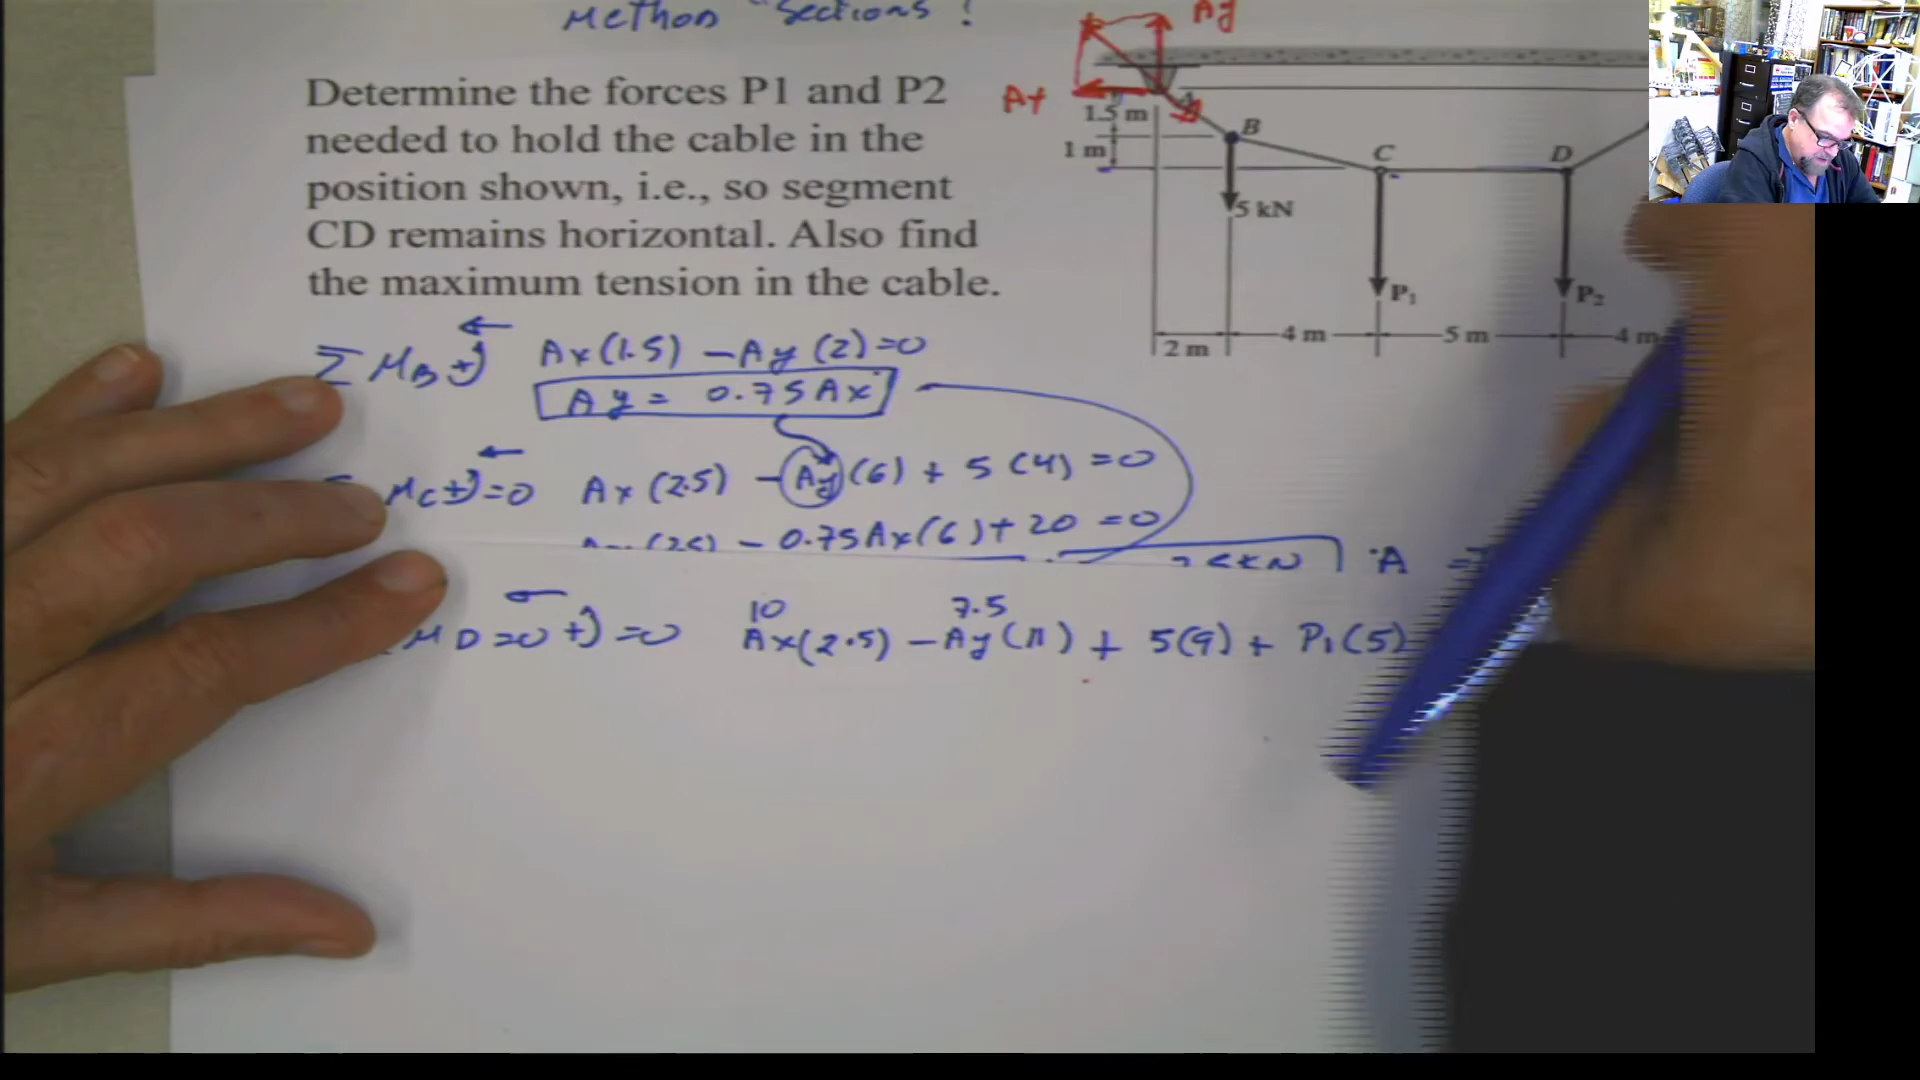 Method "Sections !
Determine the forces P1 and P2
needed to hold the cable in the
position shown, i.e., so segment
CD remains horizontal. Also find
the maximum tension in the cable.
Ay
Ax
1.5 m
1 m
B
C
D
5 kN
P1
P2
2 m
4 m
5 m
4 m
ΣMB +) Ax(1.5) - Ay(2)=0
Ay = 0.75Ax
Mc+)=0 Ax(2.5) - Ay(6) + 5(4) =0
- 0.75Ax(6)+ 20 =0
kN A =
MD=0 +) =0 Ax(2.5) - Ay(11) + 5(9) + P1(5)
10 7.5